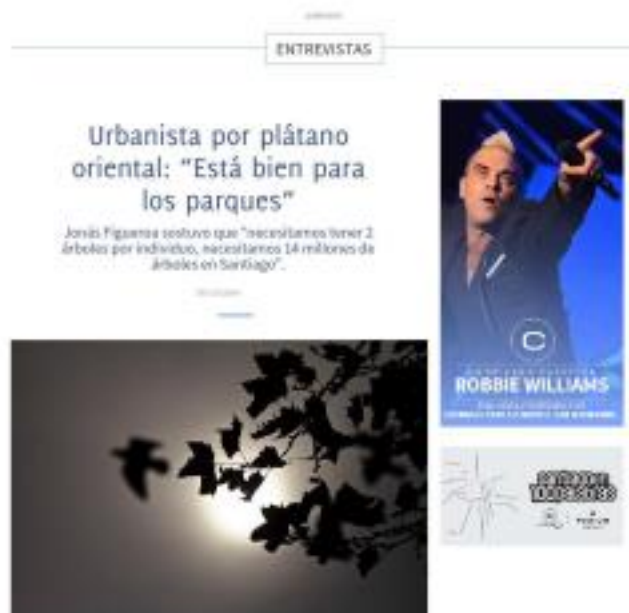 ENTREVISTAS
Urbanista por plátano
oriental: “Está bien para
los parques”
Jonás Figueroa sostuvo que “necesitamos tener 2
árboles por individuo, necesitamos 14 millones de
árboles en Santiago”.
C
ROBBIE WILLIAMS